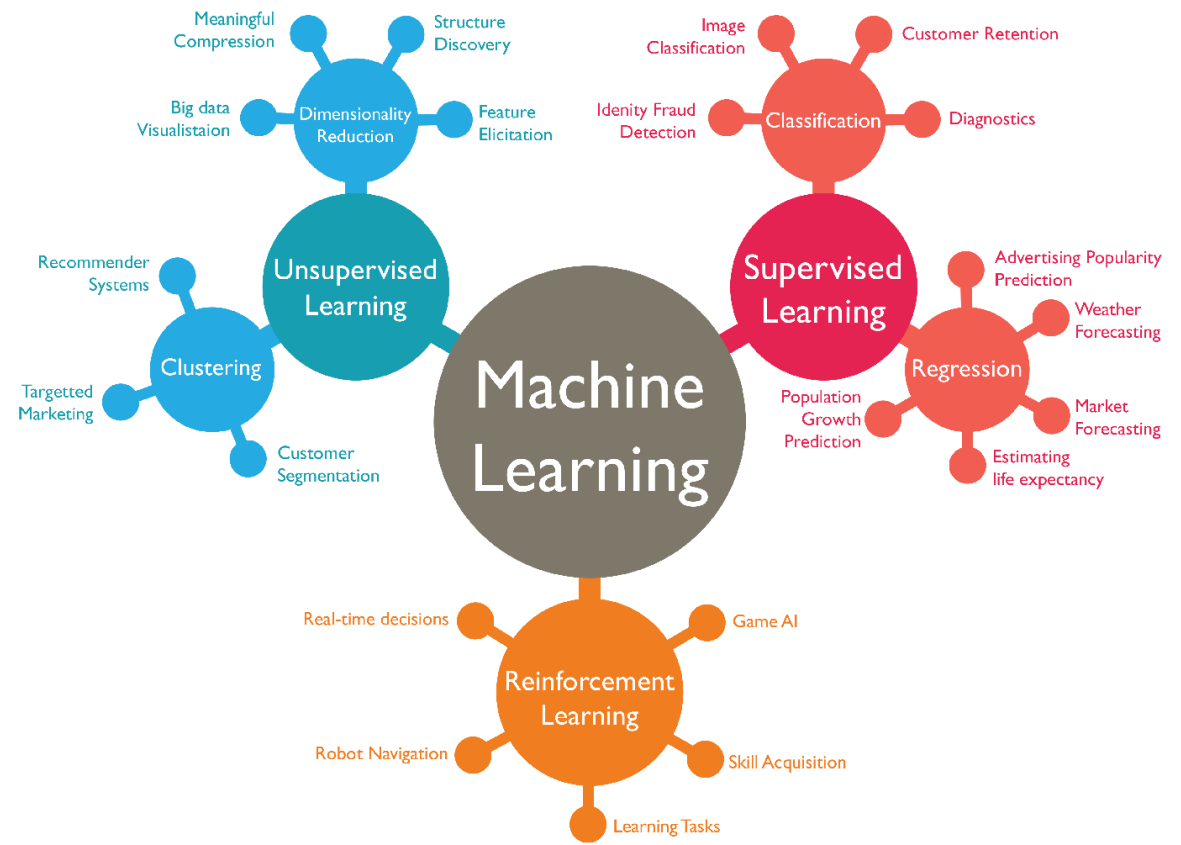 Meaningful
Compression
Structure
Discovery
Big data
Visualistaion
Dimensionality
Reduction
Feature
Elicitation
Image
Classification
Customer Retention
Idenity Fraud
Detection
Classification
Diagnostics
Unsupervised
Learning
Recommender
Systems
Clustering
Targetted
Marketing
Customer
Segmentation
Machine
Learning
Supervised
Learning
Advertising Popularity
Prediction
Weather
Forecasting
Regression
Population
Growth
Prediction
Market
Forecasting
Estimating
life expectancy
Real-time decisions
Game AI
Reinforcement
Learning
Robot Navigation
Skill Acquisition
Learning Tasks